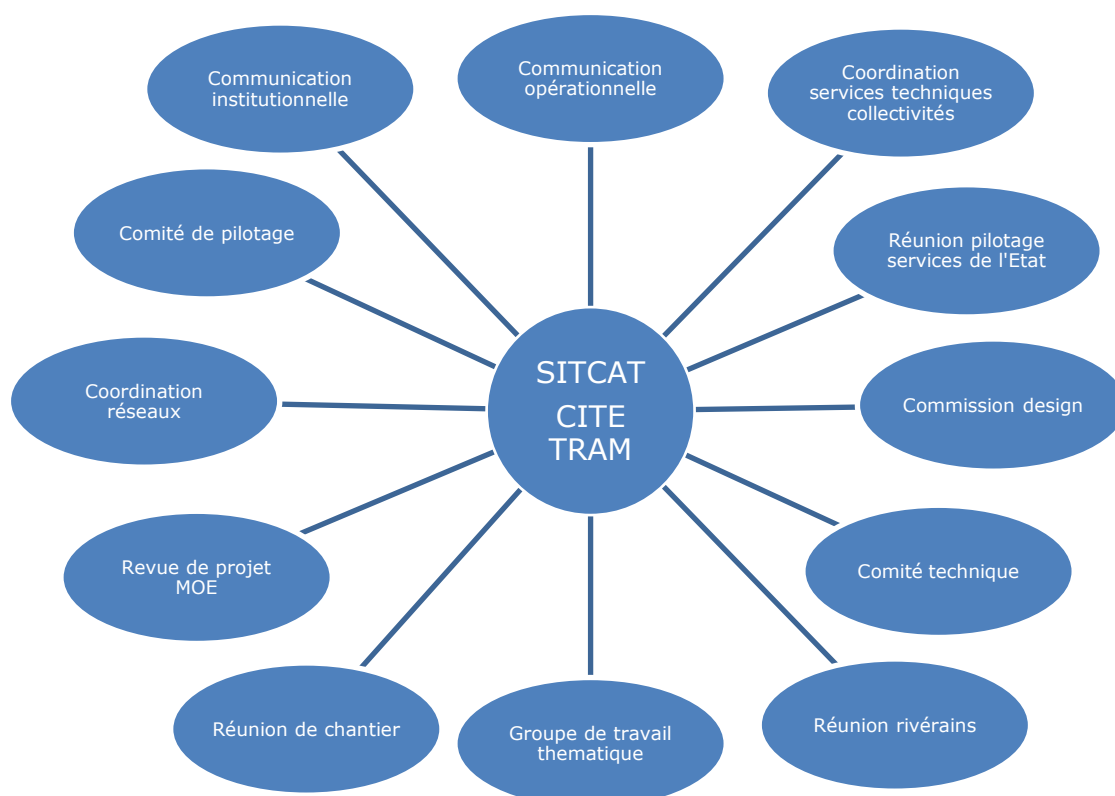 Communication
institutionnelle
Communication
opérationnelle
Coordination
services techniques
collectivités
Comité de pilotage
Réunion pilotage
services de l'Etat
SITCAT
CITE
TRAM
Coordination
réseaux
Commission design
Revue de projet
MOE
Comité technique
Réunion de chantier
Groupe de travail
thematique
Réunion rivérains